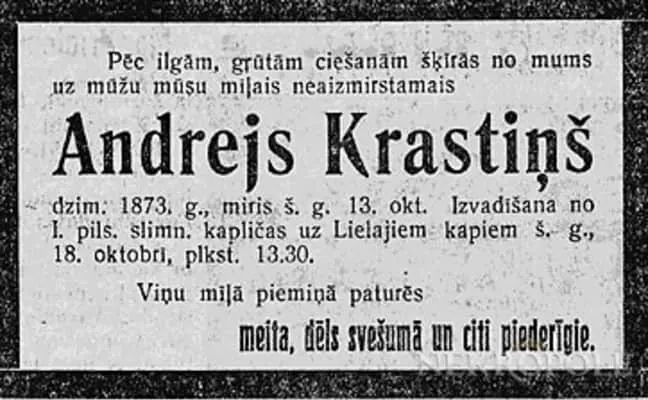 Pēc ilgām, grūtām ciešanām šķīrās no mums
uz mūžu mūşu miļais neaizmirstamais
Andrejs Krastiņš
dzim. 1873. g., miris š. g. 13. okt. Izvadīšana no
I. pils. slimn. kapličas uz Lielajiem kapiem š. g.,
18. oktobrī, plkst. 13.30.
Viņu mīļā piemiņā paturēs
meita, dēls svešumā un citi piederīgie.